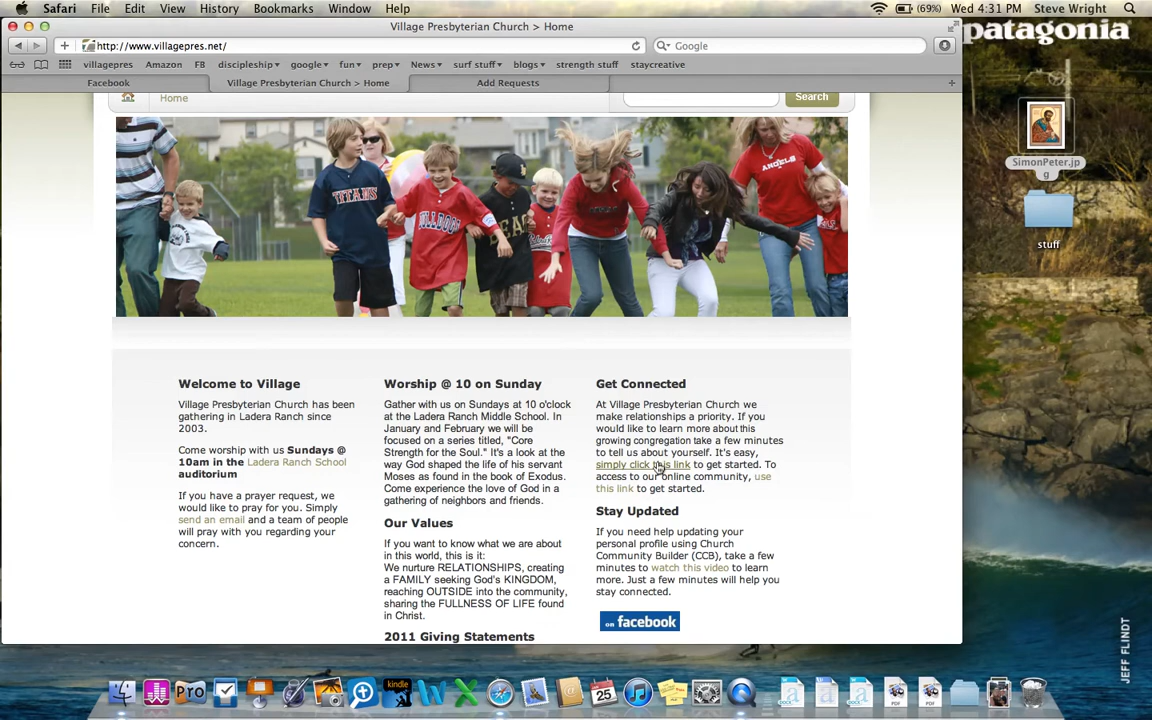 Safari File Edit View History Bookmarks Window Help (69%) Wed 4:31 PM Steve Wright
Village Presbyterian Church > Home
patagonia
http://www.villagepres.net/ Google
villagepres Amazon FB discipleship google fun prep News surf stuff blogs strength stuff staycreative
Facebook Village Presbyterian Church > Home Add Requests
Home Search
TITANS
BULLDOGS
ANGELS
SimonPeter.jp
g
stuff
Welcome to Village
Village Presbyterian Church has been
gathering in Ladera Ranch since
2003.
Come worship with us Sundays @
10am in the Ladera Ranch School
auditorium
If you have a prayer request, we
would like to pray for you. Simply
send an email and a team of people
will pray with you regarding your
concern.
Worship @ 10 on Sunday
Gather with us on Sundays at 10 o'clock
at the Ladera Ranch Middle School. In
January and February we will be
focused on a series titled, "Core
Strength for the Soul." It's a look at the
way God shaped the life of his servant
Moses as found in the book of Exodus.
Come experience the love of God in a
gathering of neighbors and friends.
Our Values
If you want to know what we are about
in this world, this is it:
We nurture RELATIONSHIPS, creating
a FAMILY seeking God's KINGDOM,
reaching OUTSIDE into the community,
sharing the FULLNESS OF LIFE found
in Christ.
2011 Giving Statements
Get Connected
At Village Presbyterian Church we
make relationships a priority. If you
would like to learn more about this
growing congregation take a few minutes
to tell us about yourself. It's easy,
simply click this link to get started. To
access to our online community, use
this link to get started.
Stay Updated
If you need help updating your
personal profile using Church
Community Builder (CCB), take a few
minutes to watch this video to learn
more. Just a few minutes will help you
stay connected.
on facebook
JEFF FLINDT
Pro
kindle
25
PDF
PDF